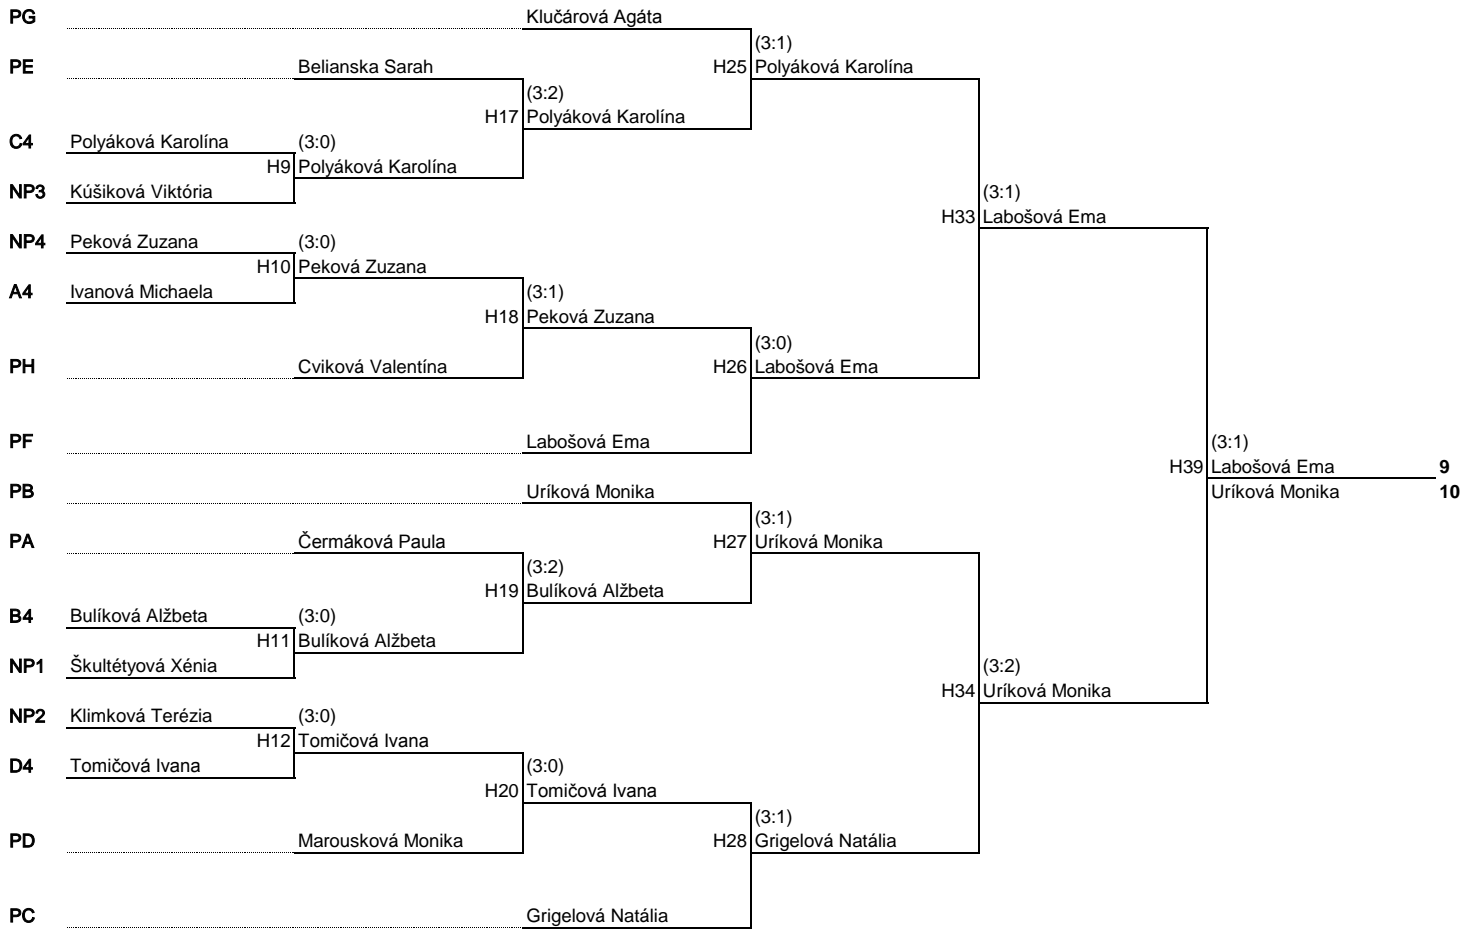 PG Klučárová Agáta
(3:1)
PE Belianska Sarah H25 Polyáková Karolína
(3:2)
H17 Polyáková Karolína
C4 Polyáková Karolína (3:0)
H9 Polyáková Karolína
NP3 Kúšiková Viktória (3:1)
H33 Labošová Ema
NP4 Peková Zuzana (3:0)
H10 Peková Zuzana
A4 Ivanová Michaela (3:1)
H18 Peková Zuzana
(3:0)
PH Cviková Valentína H26 Labošová Ema
PF Labošová Ema (3:1)
H39 Labošová Ema 9
PB Uríková Monika Uríková Monika 10
(3:1)
PA Čermáková Paula H27 Uríková Monika
(3:2)
H19 Bulíková Alžbeta
B4 Bulíková Alžbeta (3:0)
H11 Bulíková Alžbeta
NP1 Škultétyová Xénia (3:2)
H34 Uríková Monika
NP2 Klimková Terézia (3:0)
H12 Tomičová Ivana
D4 Tomičová Ivana (3:0)
H20 Tomičová Ivana
(3:1)
PD Marousková Monika H28 Grigelová Natália
PC Grigelová Natália